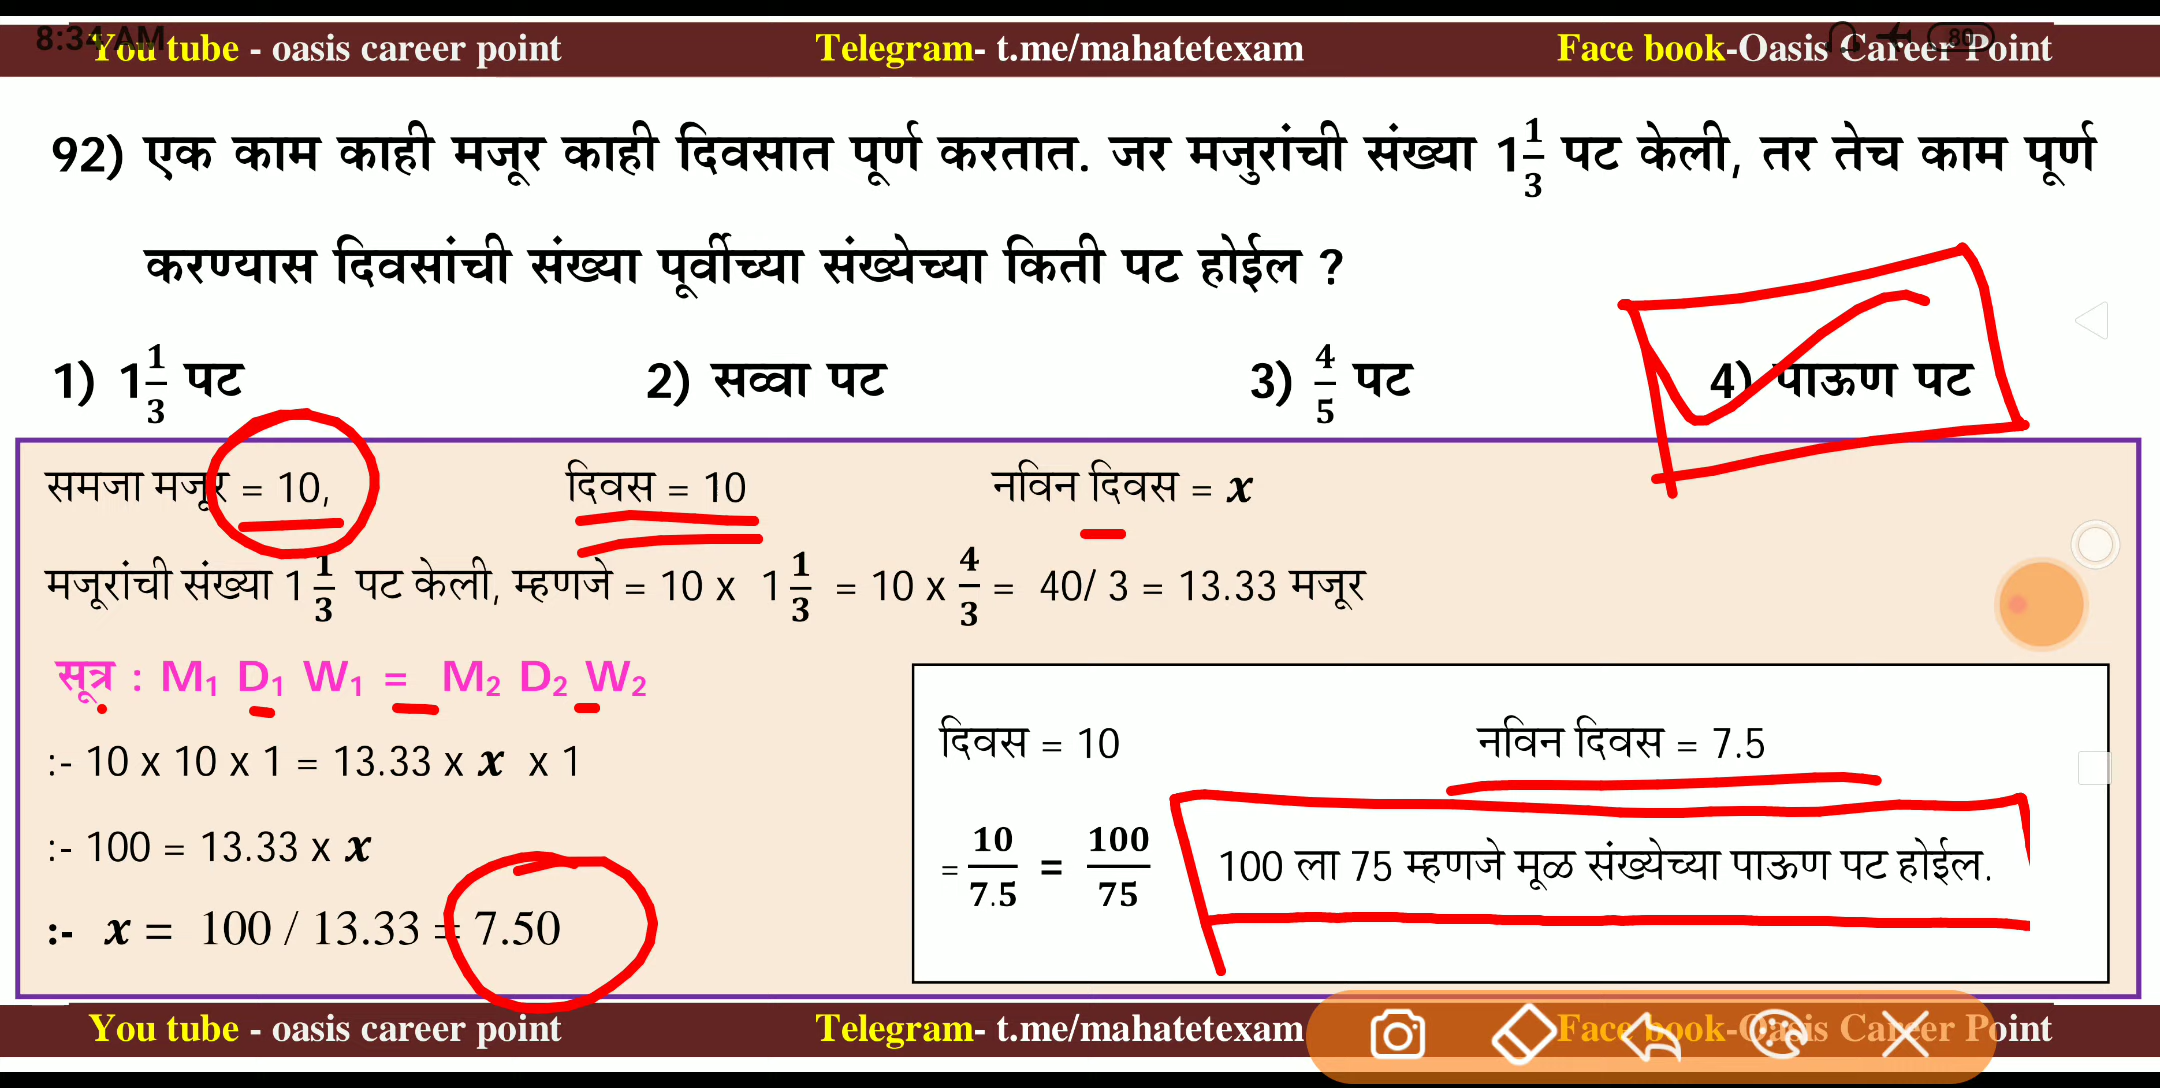 8:34 AM
You tube - oasis career point Telegram- t.me/mahatetexam Face book-Oasis Career Point
80
92) एक काम काही मजूर काही दिवसात पूर्ण करतात. जर मजुरांची संख्या 1 1/3 पट केली, तर तेच काम पूर्ण
करण्यास दिवसांची संख्या पूर्वीच्या संख्येच्या किती पट होईल ?
1) 1 1/3 पट 2) सव्वा पट 3) 4/5 पट 4) पाऊण पट
समजा मजूर = 10, दिवस = 10 नविन दिवस = x
मजूरांची संख्या 1 1/3 पट केली, म्हणजे = 10 x 1 1/3 = 10 x 4/3 = 40/ 3 = 13.33 मजूर
सूत्र : M₁ D₁ W₁ = M₂ D₂ W₂
:- 10 x 10 x 1 = 13.33 x x x 1
:- 100 = 13.33 x x
:- x = 100 / 13.33 = 7.50
दिवस = 10 नविन दिवस = 7.5
= 10/7.5 = 100/75 100 ला 75 म्हणजे मूळ संख्येच्या पाऊण पट होईल.
You tube - oasis career point Telegram- t.me/mahatetexam Face book-Oasis Career Point